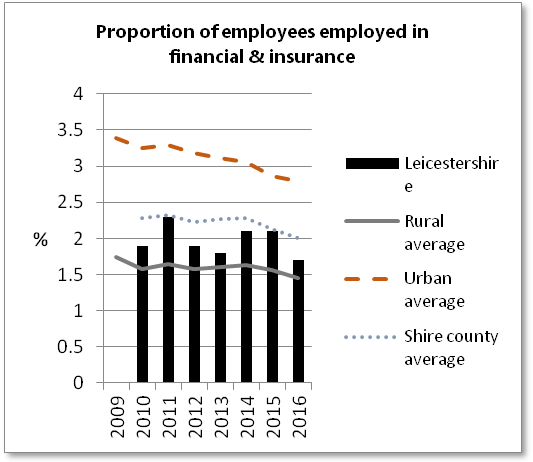 Proportion of employees employed in
financial & insurance
4
3.5
3
2.5
2
1.5
1
0.5
0
%
2009
2010
2011
2012
2013
2014
2015
2016
Leicestershir
e
Rural
average
Urban
average
Shire county
average